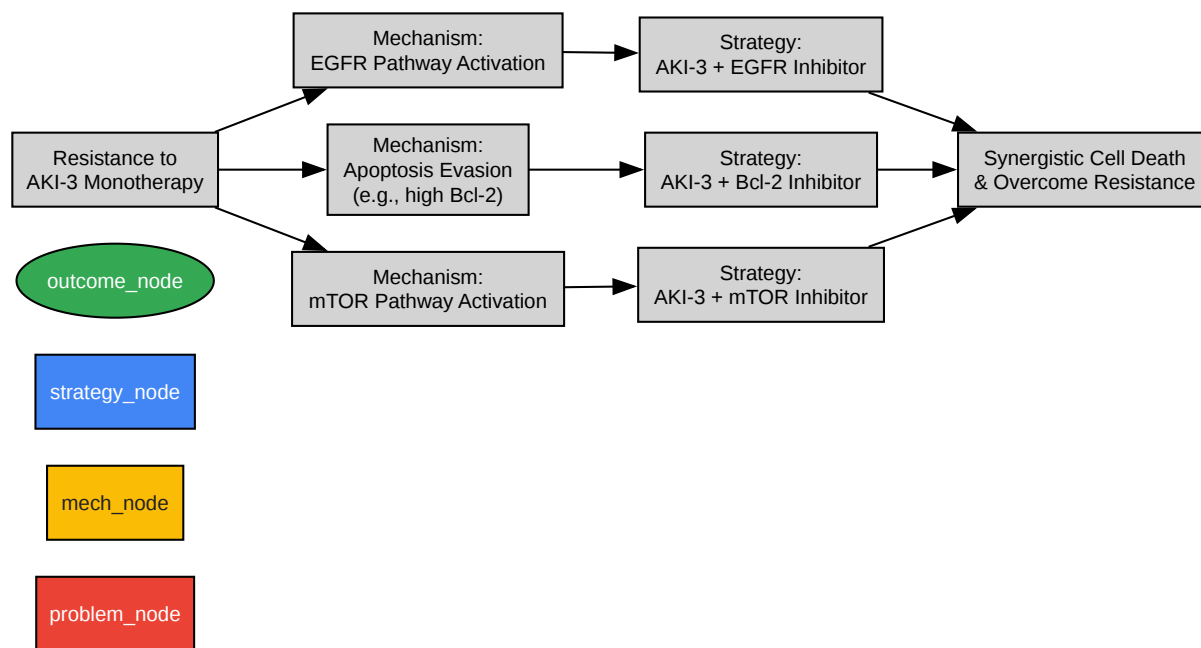 Resistance to
AKI-3 Monotherapy
Mechanism:
EGFR Pathway Activation
Strategy:
AKI-3 + EGFR Inhibitor
Mechanism:
Apoptosis Evasion
(e.g., high Bcl-2)
Strategy:
AKI-3 + Bcl-2 Inhibitor
Mechanism:
mTOR Pathway Activation
Strategy:
AKI-3 + mTOR Inhibitor
Synergistic Cell Death
& Overcome Resistance
outcome_node
strategy_node
mech_node
problem_node